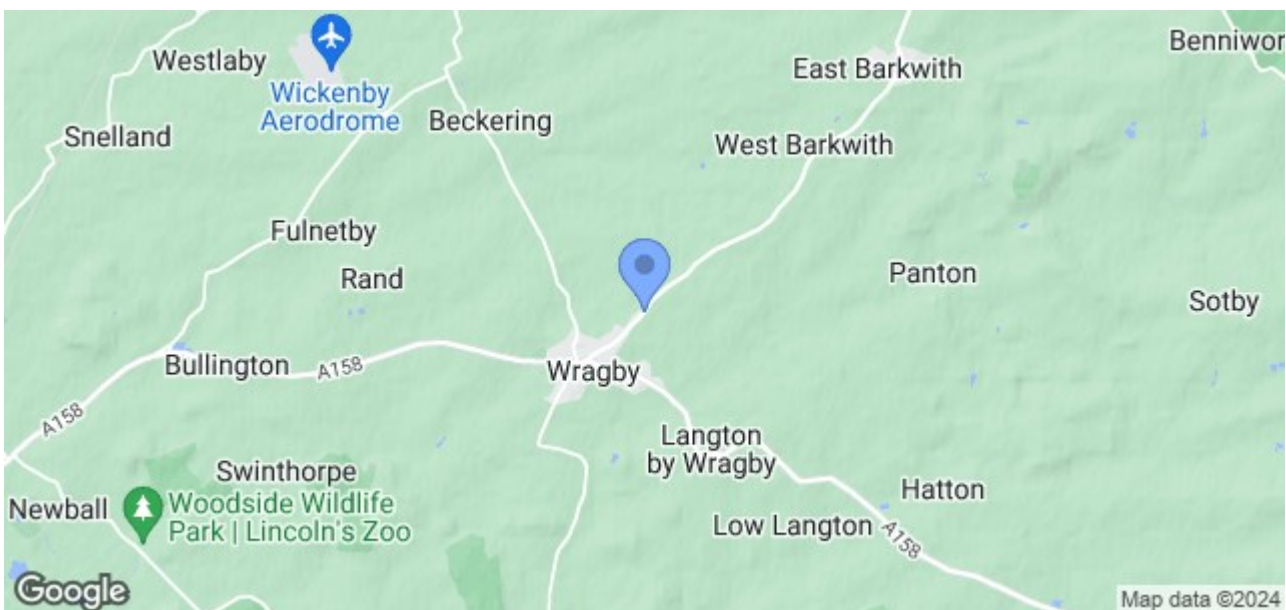 Benniwor
Westlaby
East Barkwith
Wickenby
Aerodrome
Beckering
Snelland
West Barkwith
Fulnetby
Rand
Panton
Sotby
Bullington
A158
Wragby
A158
Langton
by Wragby
Swinthorpe
Hatton
Newball
Woodside Wildlife
Park | Lincoln's Zoo
Low Langton
A158
Google
Map data ©2024